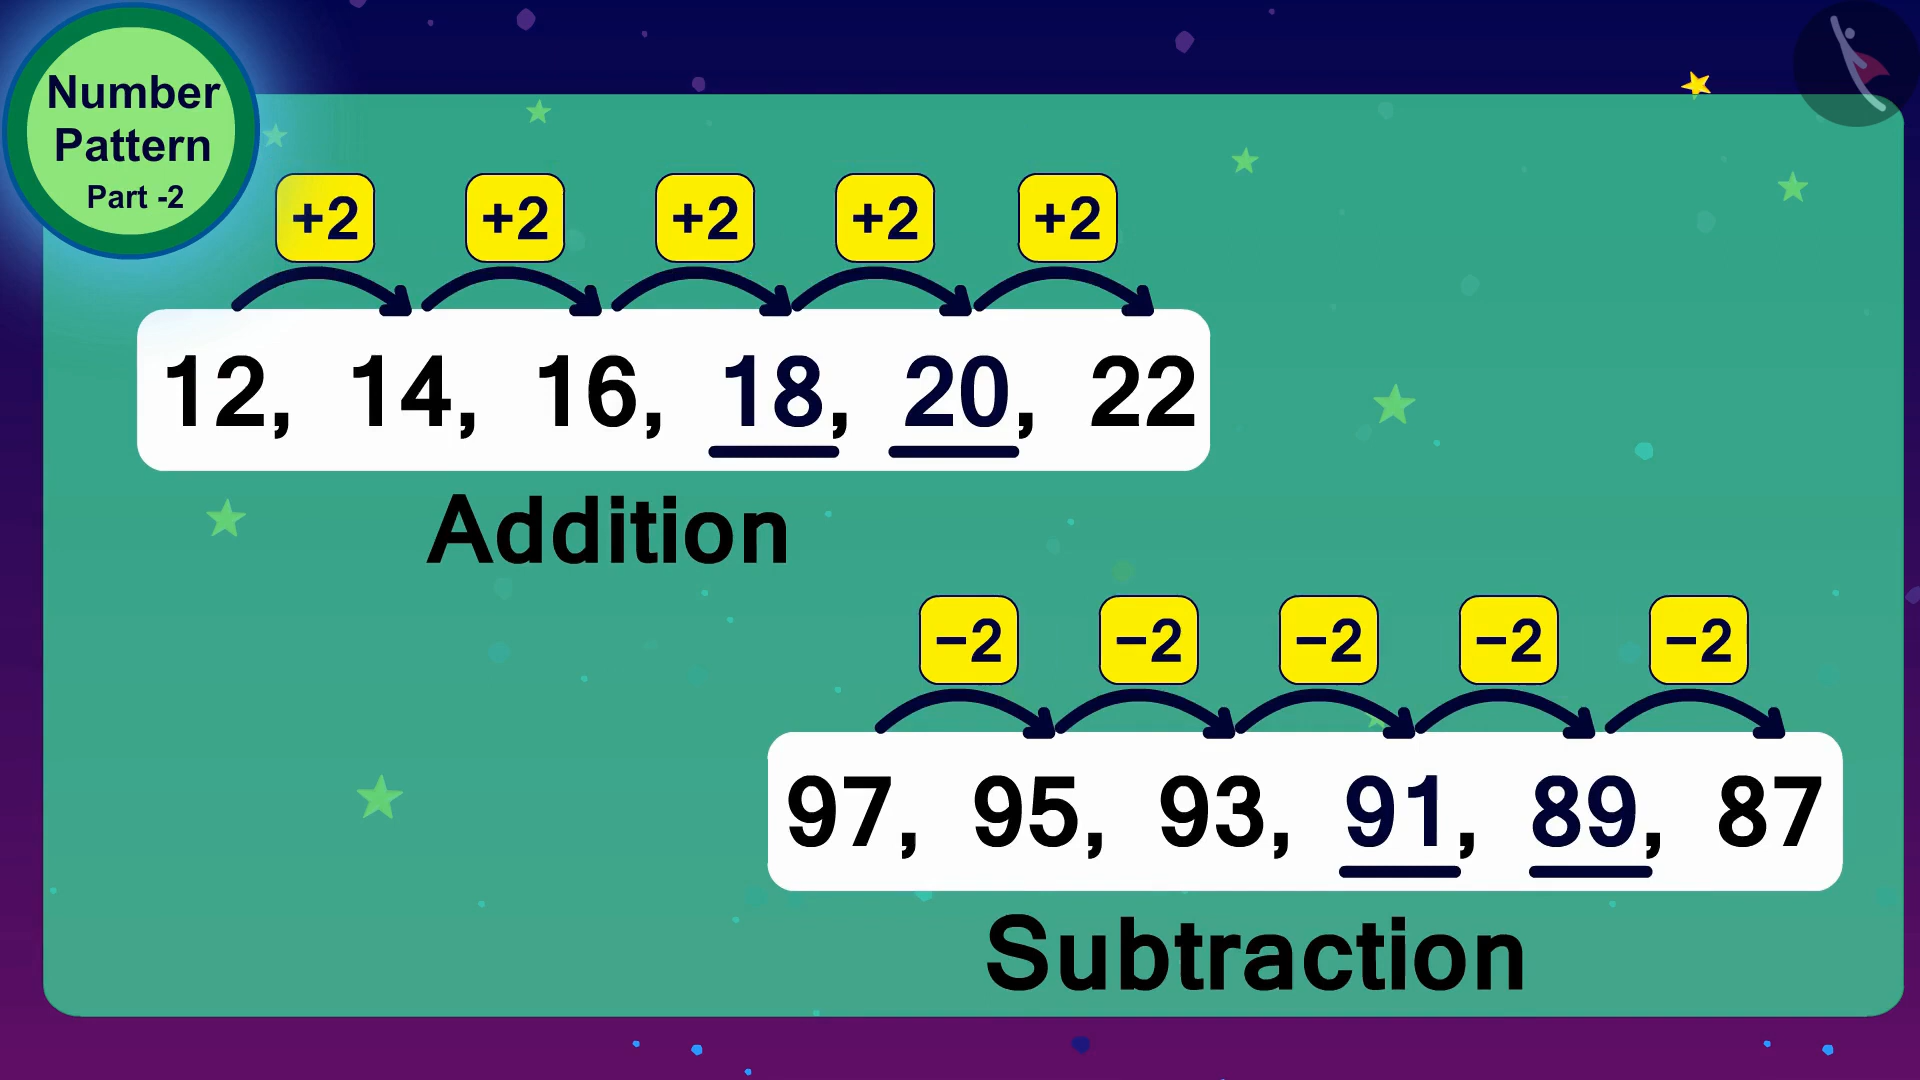 Number
Pattern
Part -2
+2 +2 +2 +2 +2
12, 14, 16, 18, 20, 22
Addition
−2 −2 −2 −2 −2
97, 95, 93, 91, 89, 87
Subtraction